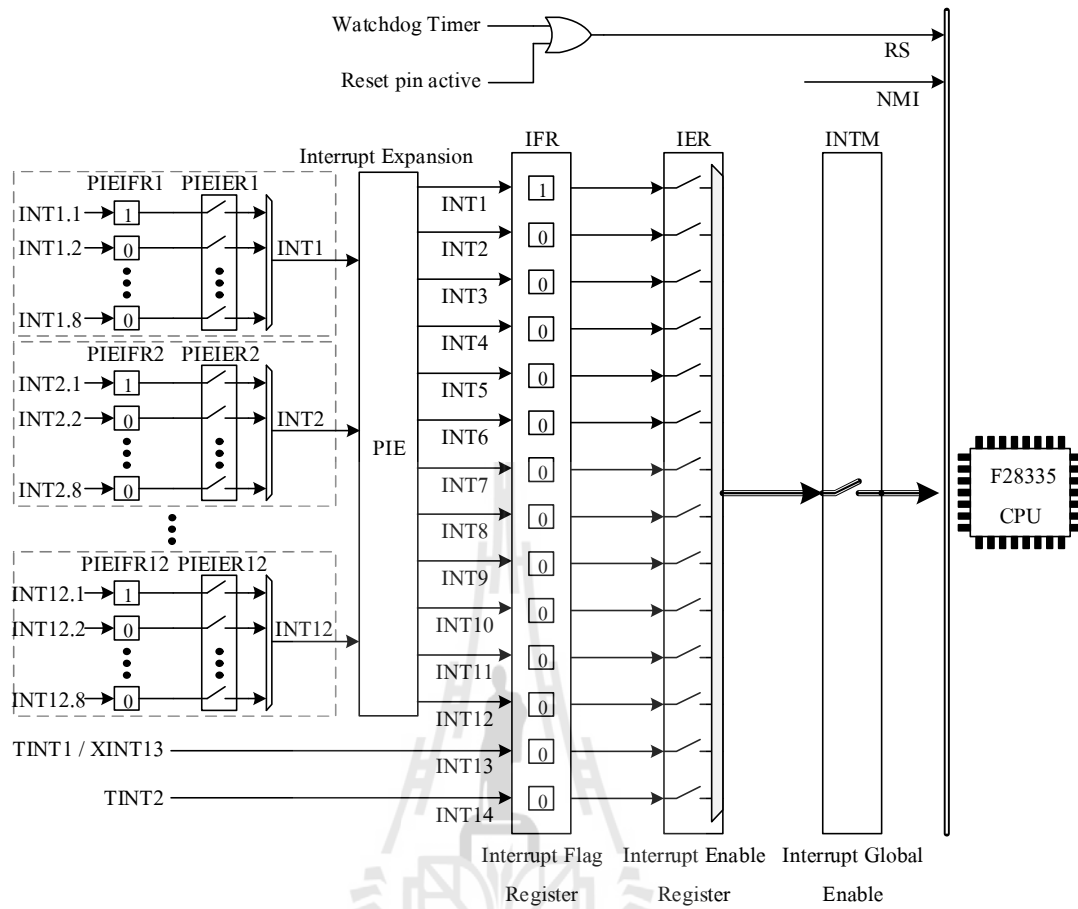 Watchdog Timer
Reset pin active
RS
NMI
Interrupt Expansion
IFR
IER
INTM
PIEIFR1 PIEIER1
INT1.1
1
INT1.2
0
INT1.8
0
INT1
PIEIFR2 PIEIER2
INT2.1
1
INT2.2
0
INT2.8
0
INT2
PIEIFR12 PIEIER12
INT12.1
1
INT12.2
0
INT12.8
0
INT12
PIE
INT1
1
INT2
0
INT3
0
INT4
0
INT5
0
INT6
0
INT7
0
INT8
0
INT9
0
INT10
0
INT11
0
INT12
0
TINT1 / XINT13
INT13
0
TINT2
INT14
0
F28335
CPU
Interrupt Flag
Register
Interrupt Enable
Register
Interrupt Global
Enable